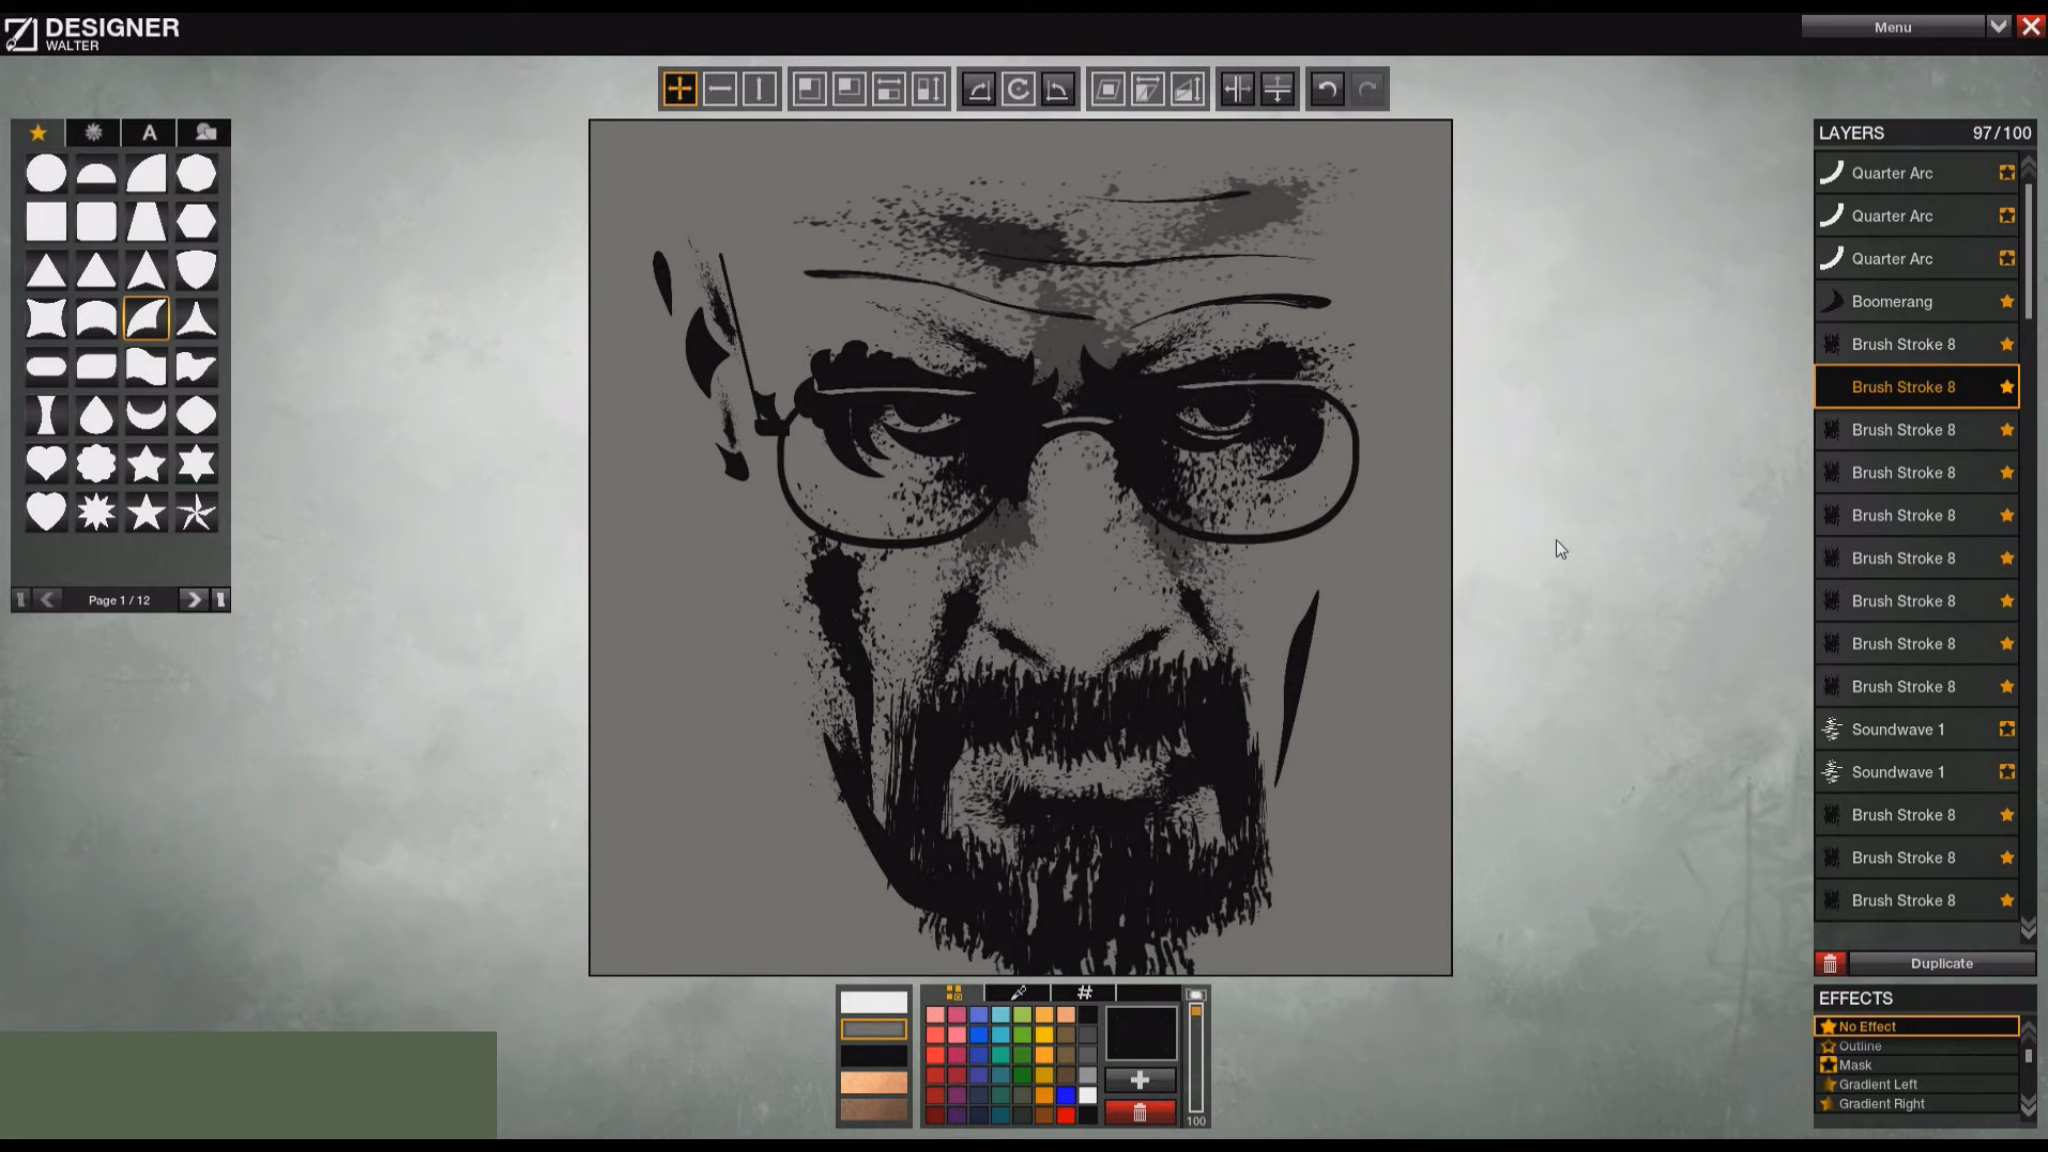 DESIGNER
WALTER
Menu
A
Page 1 / 12
LAYERS 97/100
Quarter Arc
Quarter Arc
Quarter Arc
Boomerang
Brush Stroke 8
Brush Stroke 8
Brush Stroke 8
Brush Stroke 8
Brush Stroke 8
Brush Stroke 8
Brush Stroke 8
Brush Stroke 8
Brush Stroke 8
Soundwave 1
Soundwave 1
Brush Stroke 8
Brush Stroke 8
Brush Stroke 8
Duplicate
EFFECTS
No Effect
Outline
Mask
Gradient Left
Gradient Right
#
100